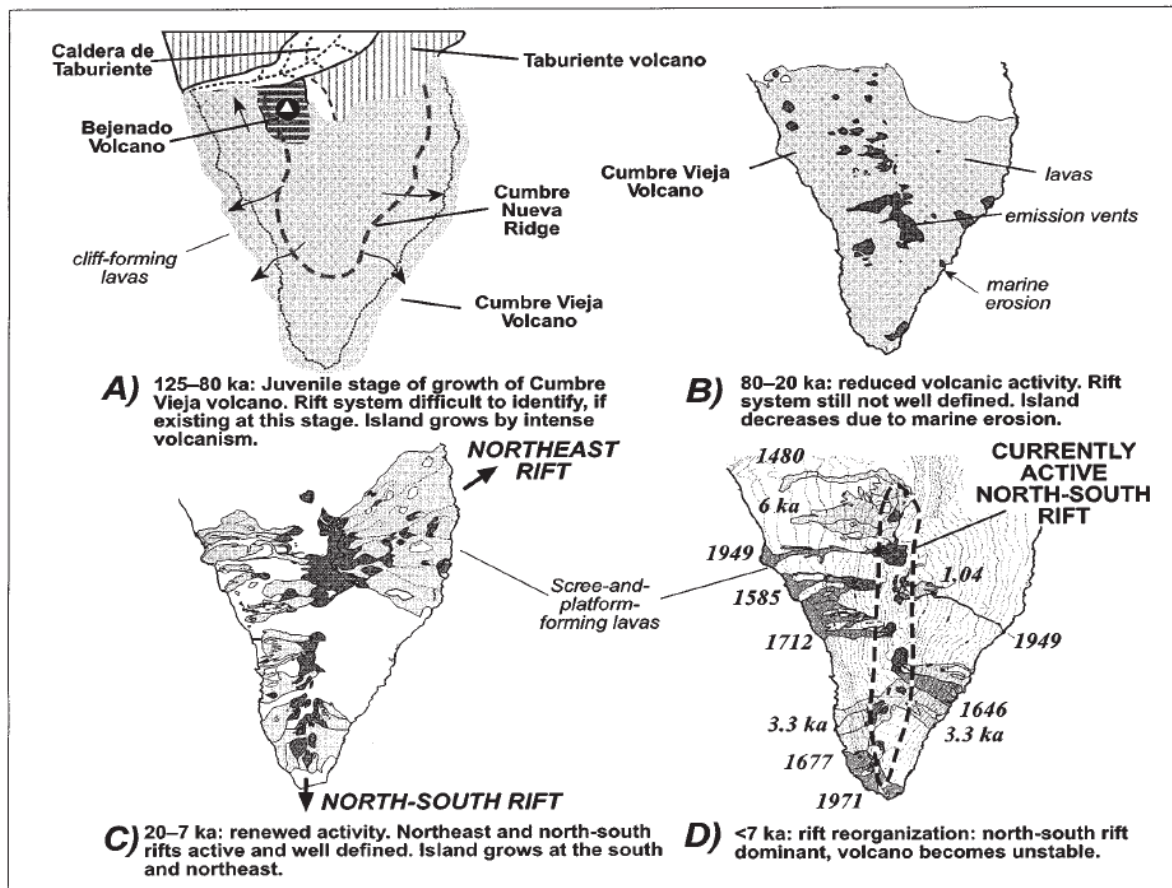 Caldera de
Taburiente
Taburiente volcano
Bejenado
Volcano
Cumbre
Nueva
Ridge
cliff-forming
lavas
Cumbre Vieja
Volcano
A) 125–80 ka: Juvenile stage of growth of Cumbre
Vieja volcano. Rift system difficult to identify, if
existing at this stage. Island grows by intense
volcanism.
Cumbre Vieja
Volcano
lavas
emission vents
marine
erosion
B) 80–20 ka: reduced volcanic activity. Rift
system still not well defined. Island
decreases due to marine erosion.
NORTHEAST
RIFT
Scree-and-
platform-
forming lavas
NORTH-SOUTH RIFT
C) 20–7 ka: renewed activity. Northeast and north-south
rifts active and well defined. Island grows at the south
and northeast.
CURRENTLY
ACTIVE
NORTH-SOUTH
RIFT
1480
6 ka
1949
1,04
1585
1712
1949
1646
3.3 ka
3.3 ka
1677
1971
D) <7 ka: rift reorganization: north-south rift
dominant, volcano becomes unstable.